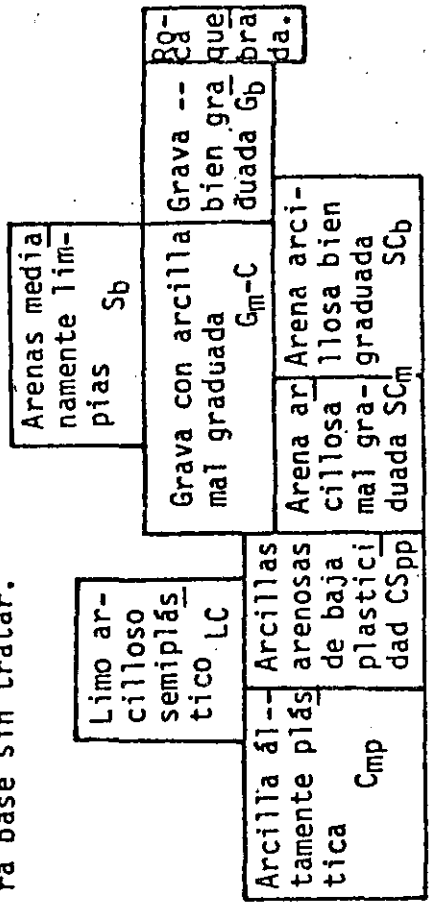 ra base sin tratar.
Arenas media
namente lim-
pias Sb
Limo ar-
cilloso
semiplás
tico LC
Grava con arcilla
mal graduada
Gm-C
Grava --
bien gra
duada Gb
RO-
ca
que
bra
da.
Arcilla ál--
tamente plás
tica
Cmp
Arcillas
arenosas
de baja
plastici
dad CSpp
Arena ar
cillosa
mal gra-
duada SCm
Arena arci-
llosa bien
graduada
SCb